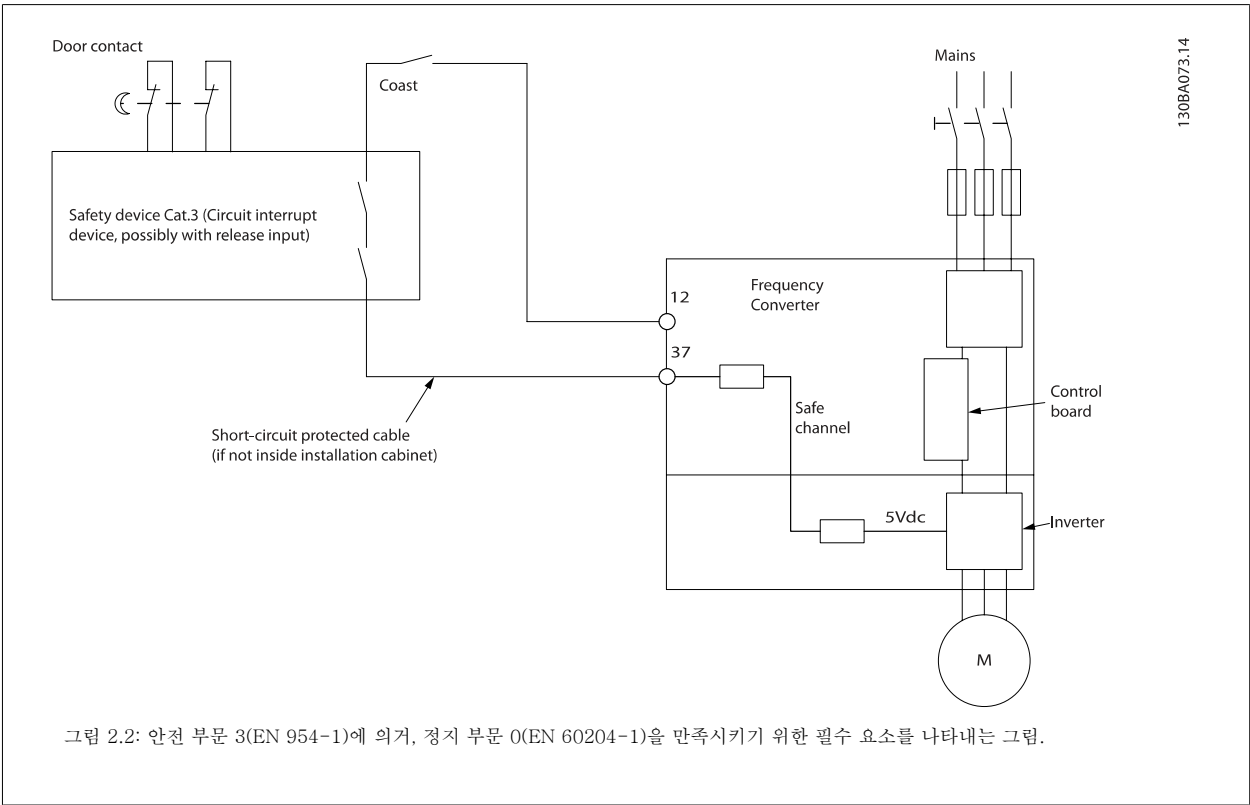 Door contact
Coast
Mains
130BA073.14
Safety device Cat.3 (Circuit interrupt
device, possibly with release input)
12
Frequency
Converter
37
Safe
channel
Control
board
Short-circuit protected cable
(if not inside installation cabinet)
5Vdc
Inverter
M
그림 2.2: 안전 부문 3(EN 954-1)에 의거, 정지 부문 0(EN 60204-1)을 만족시키기 위한 필수 요소를 나타내는 그림.